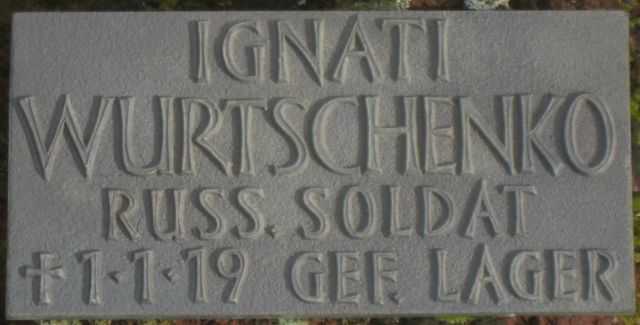 IGNATI
WURTSCHENKO
RUSS. SOLDAT
✝ 1·1·19 GEF. LAGER